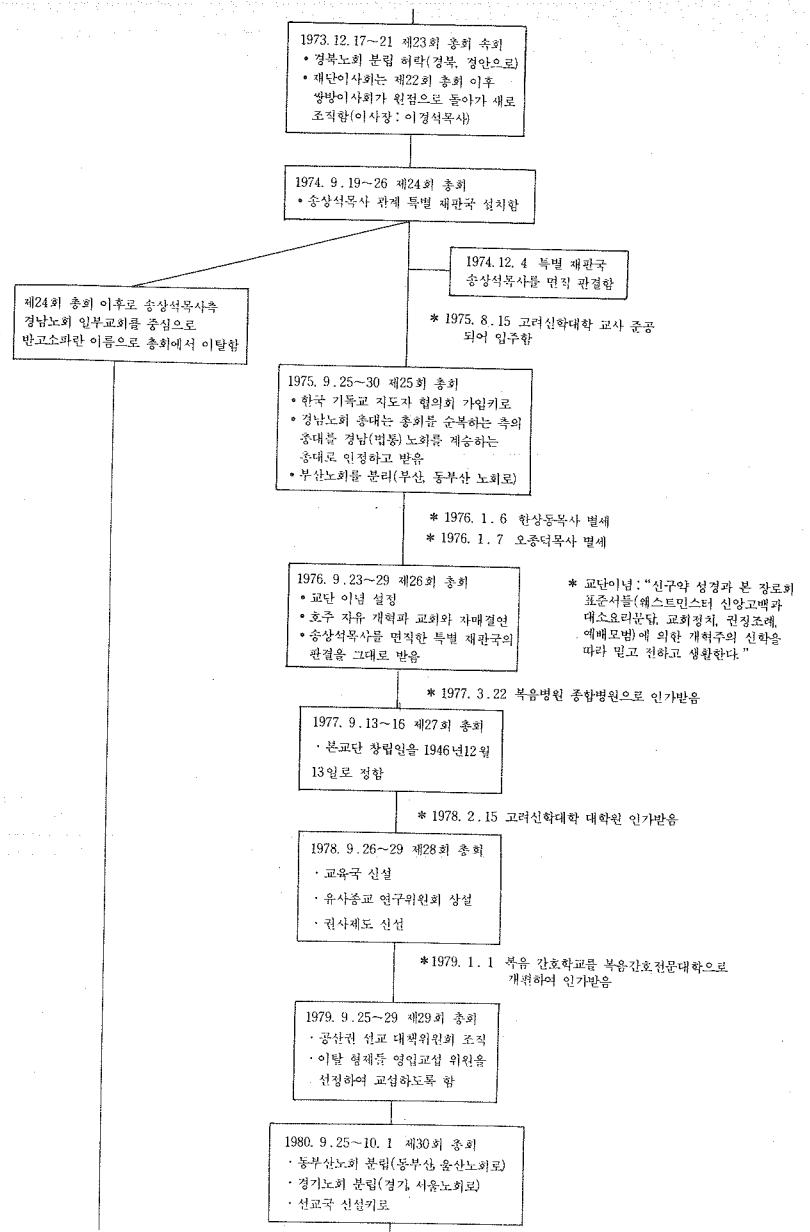 1973. 12. 17~21 제23회 총회 속회
• 경북노회 분립 허락(경북, 경안으로)
• 재단이사회는 제22회 총회 이후
쌍방이사회가 원점으로 돌아가 새로
조직함(이사장 : 이경석목사)
1974. 9. 19~26 제24회 총회
• 송상석목사 관계 특별 재판국 설치함
1974. 12. 4 특별 재판국
송상석목사를 면직 판결함
제24회 총회 이후로 송상석목사측
경남노회 일부교회를 중심으로
반고소파란 이름으로 총회에서 이탈함
* 1975. 8. 15 고려신학대학 교사 준공
되어 입주함
1975. 9. 25~30 제25회 총회
• 한국 기독교 지도자 협의회 가입키로
• 경남노회 총대는 총회를 순복하는 측의
총대를 경남(법통)노회를 계승하는
총대로 인정하고 받음
• 부산노회를 분리(부산, 동부산 노회로)
* 1976. 1. 6 한상동목사 별세
* 1976. 1. 7 오종덕목사 별세
1976. 9. 23~29 제26회 총회
• 교단 이념 설정
• 호주 자유 개혁파 교회와 자매결연
• 송상석목사를 면직한 특별 재판국의
판결을 그대로 받음
* 교단이념 : “신구약 성경과 본 장로회
표준서들(웨스트민스터 신앙고백과
대소요리문답, 교회정치, 권징조례,
예배모범)에 의한 개혁주의 신학을
따라 믿고 전하고 생활한다.”
* 1977. 3. 22 복음병원 종합병원으로 인가받음
1977. 9. 13~16 제27회 총회
· 본교단 창립일을 1946년12월
13일로 정함
* 1978. 2. 15 고려신학대학 대학원 인가받음
1978. 9. 26~29 제28회 총회
· 교육국 신설
· 유사종교 연구위원회 상설
· 권사제도 신선
* 1979. 1. 1 복음 간호학교를 복음간호전문대학으로
개편하여 인가받음
1979. 9. 25~29 제29회 총회
· 공산권 선교 대책위원회 조직
· 이탈 형제들 영입교섭 위원을
선정하여 교섭하도록 함
1980. 9. 25~10. 1 제30회 총회
· 동부산노회 분립(동부산, 울산노회로)
· 경기노회 분립(경기, 서울노회로)
· 선교국 신설키로